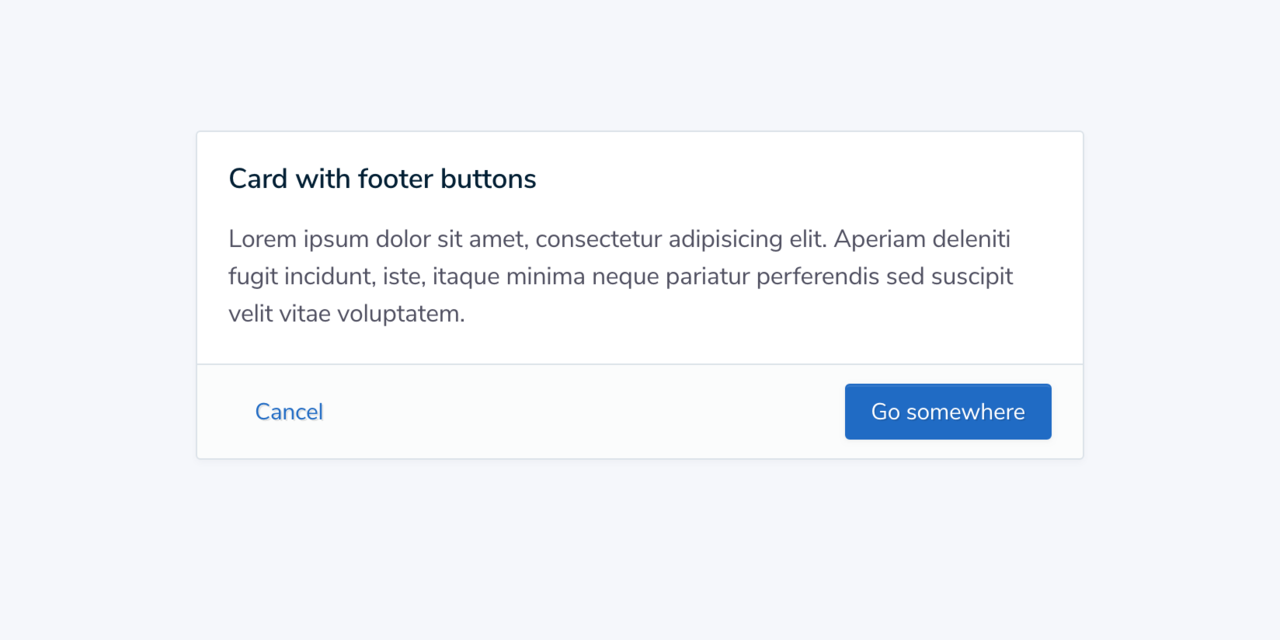 Card with footer buttons
Lorem ipsum dolor sit amet, consectetur adipisicing elit. Aperiam deleniti
fugit incidunt, iste, itaque minima neque pariatur perferendis sed suscipit
velit vitae voluptatem.
Cancel
Go somewhere